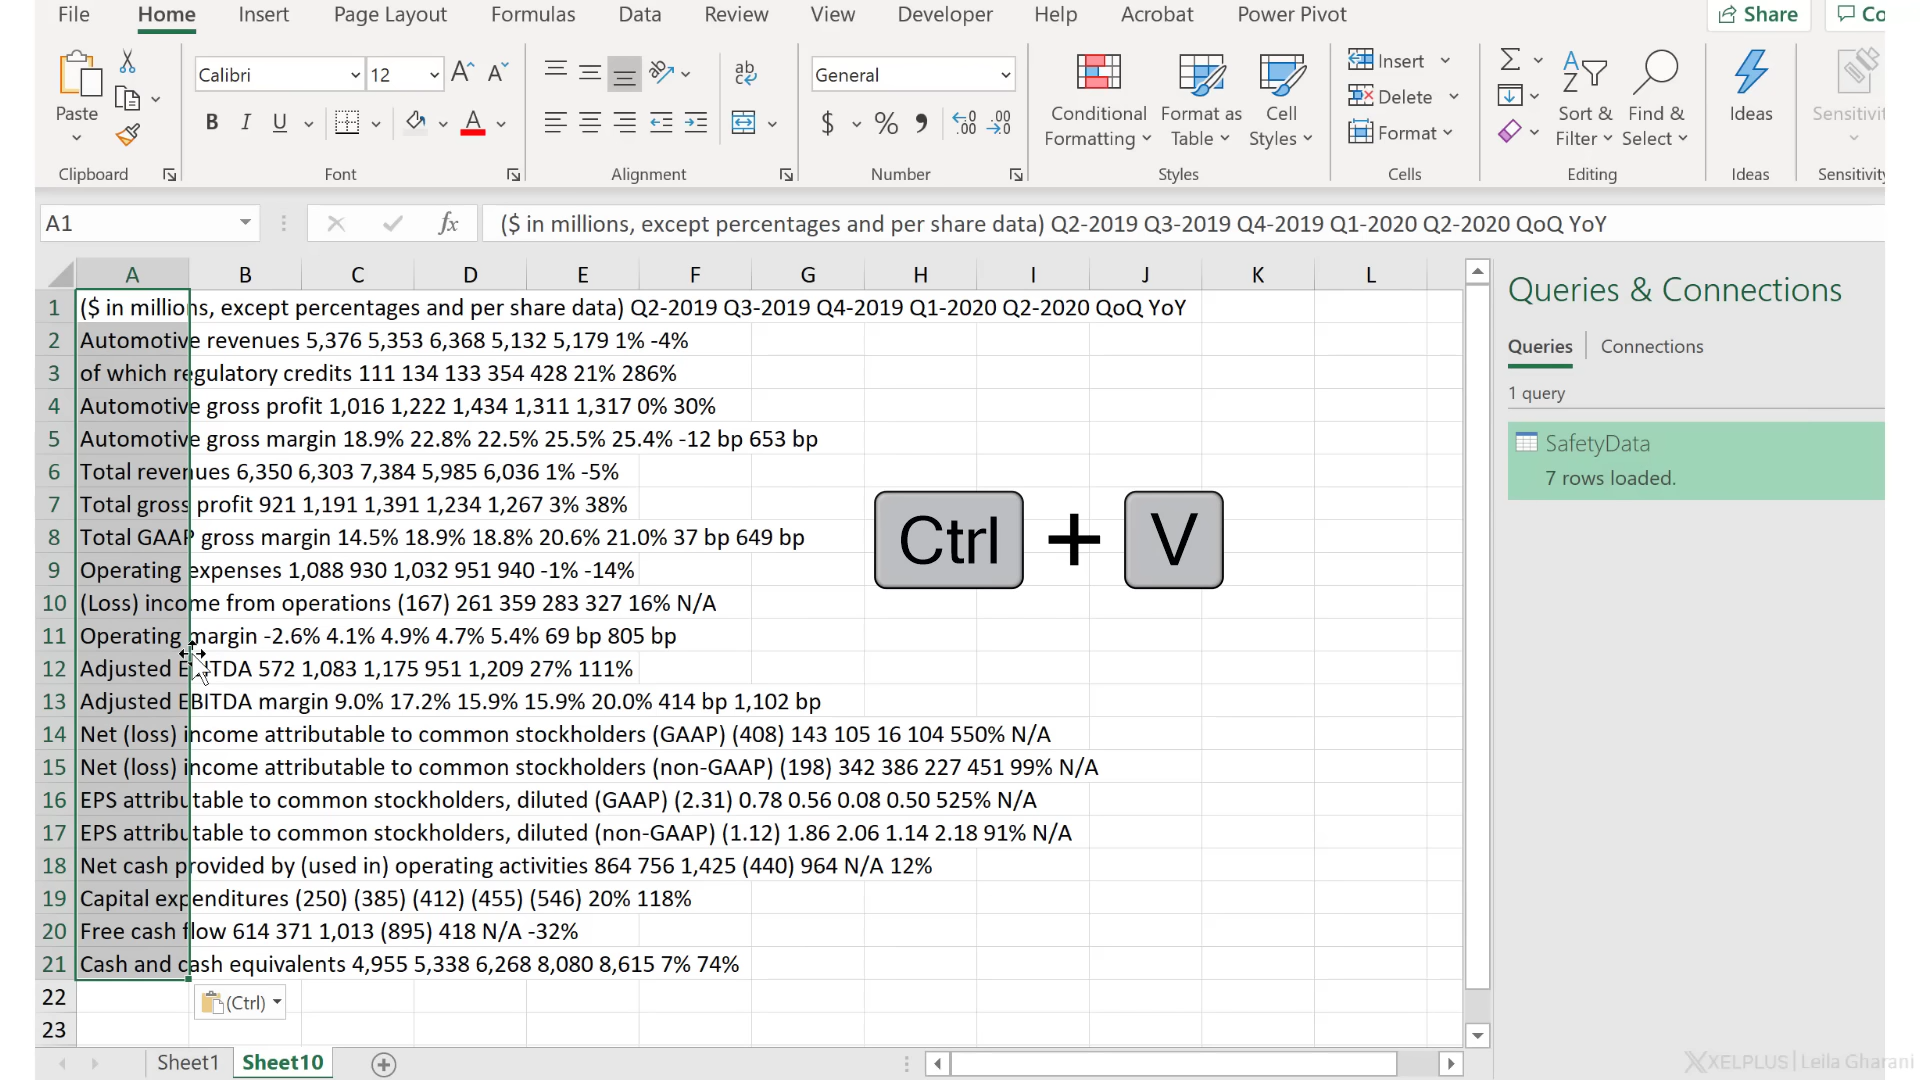 File Home Insert Page Layout Formulas Data Review View Developer Help Acrobat Power Pivot Share Co
Paste
Clipboard
Calibri 12
B I U
Font
ab
Alignment
General
$ % 9
Number
Conditional Formatting
Format as Table
Cell Styles
Styles
Insert
Delete
Format
Cells
Sort & Filter
Find & Select
Editing
Ideas
Ideas
Sensitivit
Sensitivity
A1 fx ($ in millions, except percentages and per share data) Q2-2019 Q3-2019 Q4-2019 Q1-2020 Q2-2020 QoQ YoY
A B C D E F G H I J K L
1 ($ in millions, except percentages and per share data) Q2-2019 Q3-2019 Q4-2019 Q1-2020 Q2-2020 QoQ YoY
2 Automotive revenues 5,376 5,353 6,368 5,132 5,179 1% -4%
3 of which regulatory credits 111 134 133 354 428 21% 286%
4 Automotive gross profit 1,016 1,222 1,434 1,311 1,317 0% 30%
5 Automotive gross margin 18.9% 22.8% 22.5% 25.5% 25.4% -12 bp 653 bp
6 Total revenues 6,350 6,303 7,384 5,985 6,036 1% -5%
7 Total gross profit 921 1,191 1,391 1,234 1,267 3% 38%
8 Total GAAP gross margin 14.5% 18.9% 18.8% 20.6% 21.0% 37 bp 649 bp
9 Operating expenses 1,088 930 1,032 951 940 -1% -14%
10 (Loss) income from operations (167) 261 359 283 327 16% N/A
11 Operating margin -2.6% 4.1% 4.9% 4.7% 5.4% 69 bp 805 bp
12 Adjusted EBITDA 572 1,083 1,175 951 1,209 27% 111%
13 Adjusted EBITDA margin 9.0% 17.2% 15.9% 15.9% 20.0% 414 bp 1,102 bp
14 Net (loss) income attributable to common stockholders (GAAP) (408) 143 105 16 104 550% N/A
15 Net (loss) income attributable to common stockholders (non-GAAP) (198) 342 386 227 451 99% N/A
16 EPS attributable to common stockholders, diluted (GAAP) (2.31) 0.78 0.56 0.08 0.50 525% N/A
17 EPS attributable to common stockholders, diluted (non-GAAP) (1.12) 1.86 2.06 1.14 2.18 91% N/A
18 Net cash provided by (used in) operating activities 864 756 1,425 (440) 964 N/A 12%
19 Capital expenditures (250) (385) (412) (455) (546) 20% 118%
20 Free cash flow 614 371 1,013 (895) 418 N/A -32%
21 Cash and cash equivalents 4,955 5,338 6,268 8,080 8,615 7% 74%
22
23
(Ctrl)
Ctrl + V
Queries & Connections
Queries Connections
1 query
SafetyData
7 rows loaded.
Sheet1 Sheet10
XELPLUS | Leila Gharani